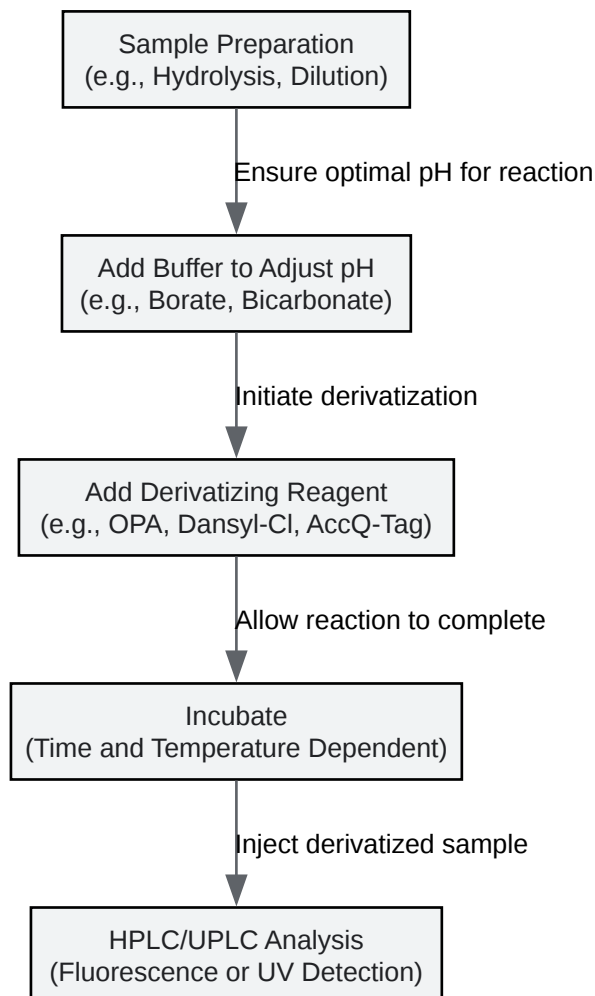 Sample Preparation
(e.g., Hydrolysis, Dilution)
Ensure optimal pH for reaction
Add Buffer to Adjust pH
(e.g., Borate, Bicarbonate)
Initiate derivatization
Add Derivatizing Reagent
(e.g., OPA, Dansyl-Cl, AccQ-Tag)
Allow reaction to complete
Incubate
(Time and Temperature Dependent)
Inject derivatized sample
HPLC/UPLC Analysis
(Fluorescence or UV Detection)